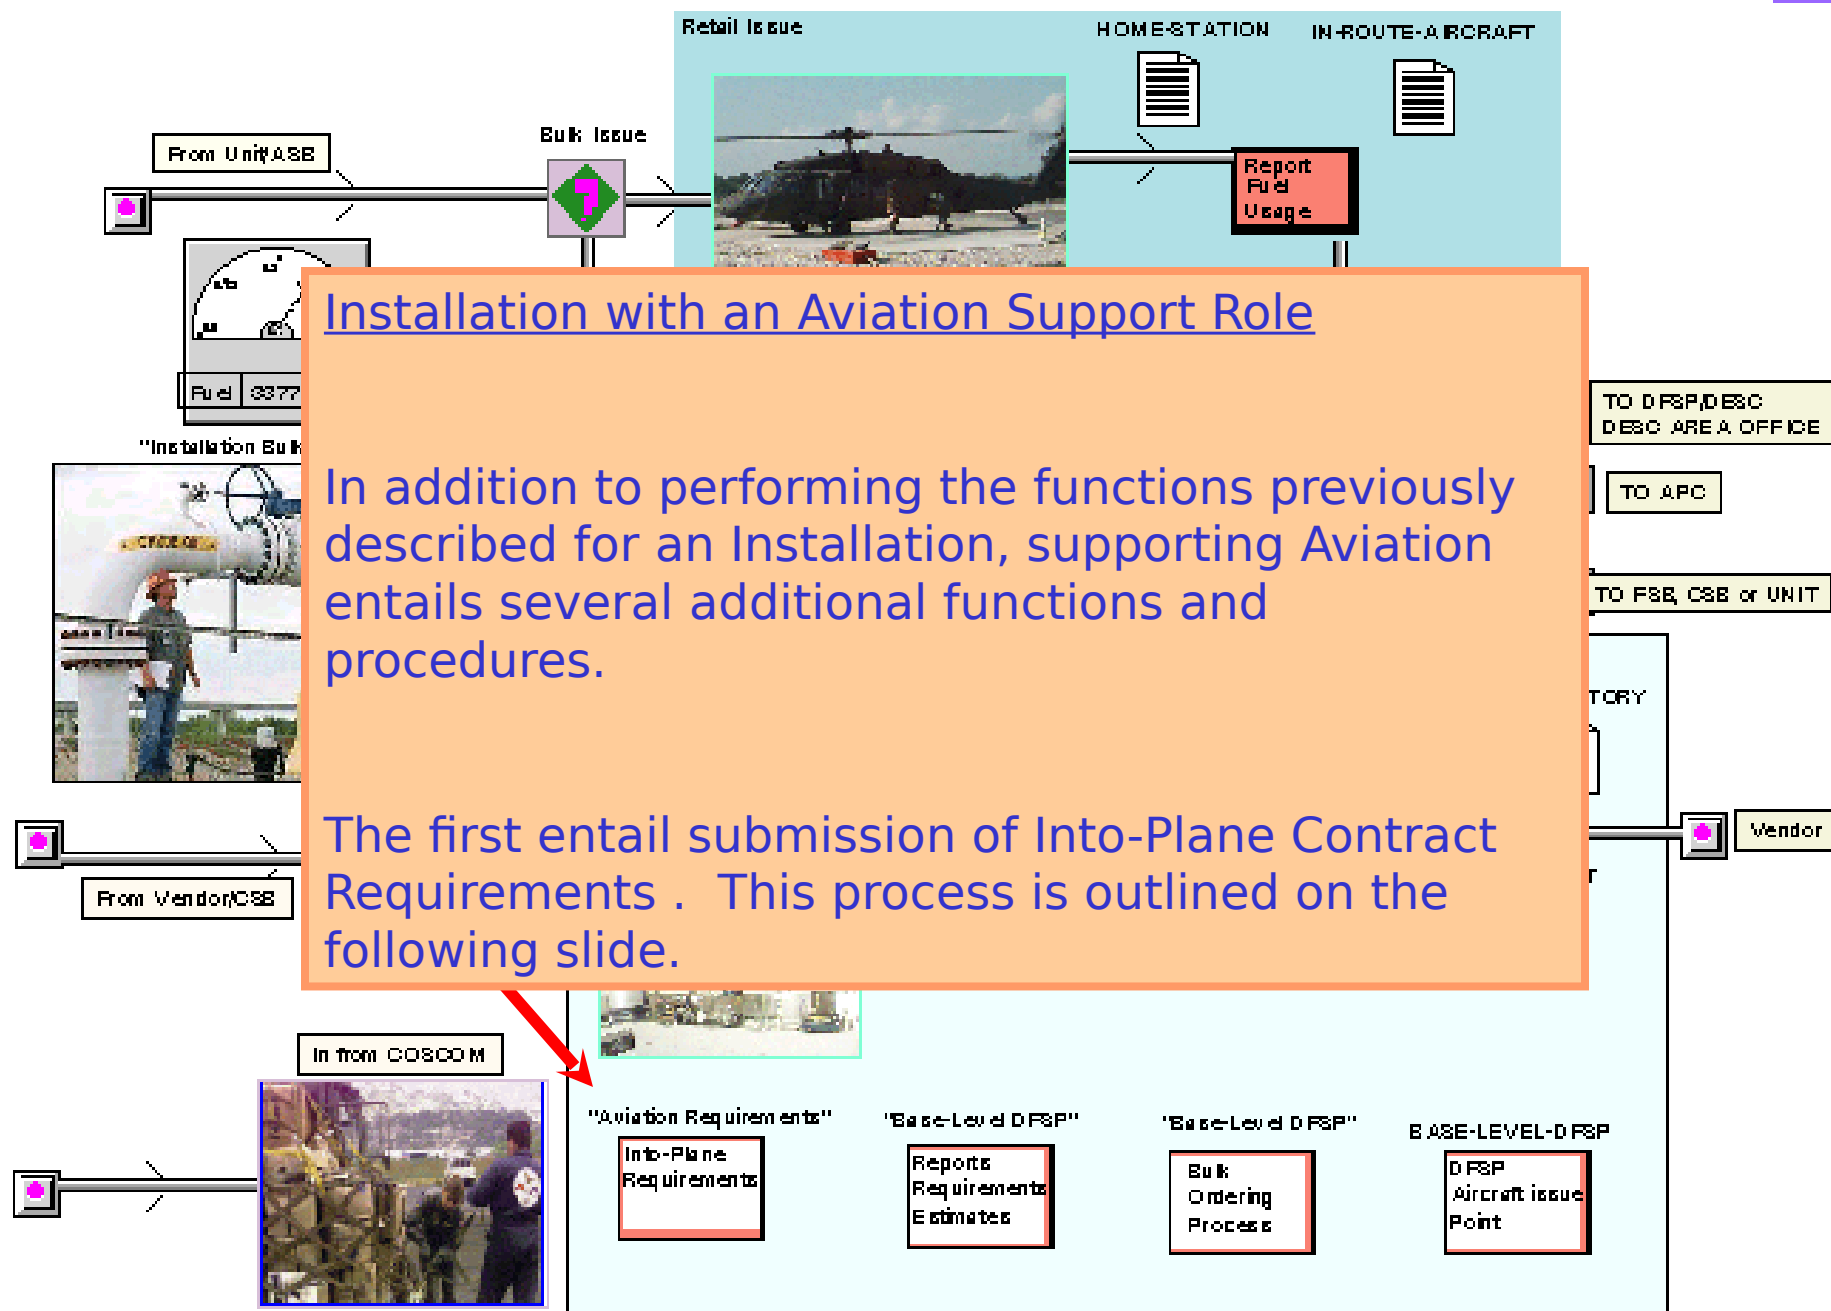 Retail Issue
HOME-STATION
IN-ROUTE-AIRCRAFT
Bulk Issue
From Unit/ASB
Report
Fuel
Usage
Installation with an Aviation Support Role
Fuel 3377
TO DFSP/DESC
DESC AREA OFFICE
"Installation Bulk
TO APC
In addition to performing the functions previously
described for an Installation, supporting Aviation
entails several additional functions and
procedures.
TO FSB, CSB or UNIT
TORY
The first entail submission of Into-Plane Contract
Requirements .  This process is outlined on the
following slide.
Vendor
From Vendor/CSB
In from COSCOM
"Aviation Requirements"
Into-Plane
Requirements
"Base-Level DFSP"
Reports
Requirements
Estimates
"Base-Level DFSP"
Bulk
Ordering
Process
BASE-LEVEL-DFSP
DFSP
Aircraft issue
Point